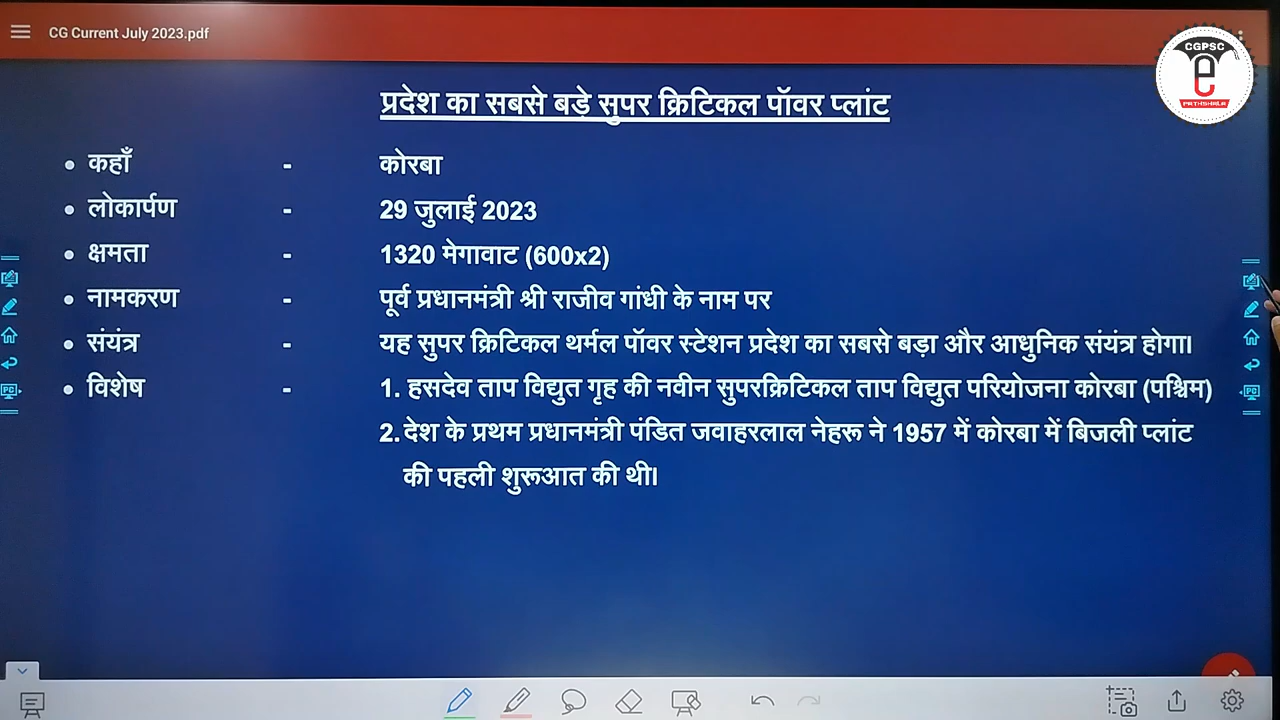 CG Current July 2023.pdf
CGPSC
e
PATHSHALA
प्रदेश का सबसे बड़े सुपर क्रिटिकल पॉवर प्लांट
• कहाँ - कोरबा
• लोकार्पण - 29 जुलाई 2023
• क्षमता - 1320 मेगावाट (600x2)
• नामकरण - पूर्व प्रधानमंत्री श्री राजीव गांधी के नाम पर
• संयंत्र - यह सुपर क्रिटिकल थर्मल पॉवर स्टेशन प्रदेश का सबसे बड़ा और आधुनिक संयंत्र होगा।
• विशेष - 1. हसदेव ताप विद्युत गृह की नवीन सुपरक्रिटिकल ताप विद्युत परियोजना कोरबा (पश्चिम)
2. देश के प्रथम प्रधानमंत्री पंडित जवाहरलाल नेहरू ने 1957 में कोरबा में बिजली प्लांट
की पहली शुरूआत की थी।
PC
PC